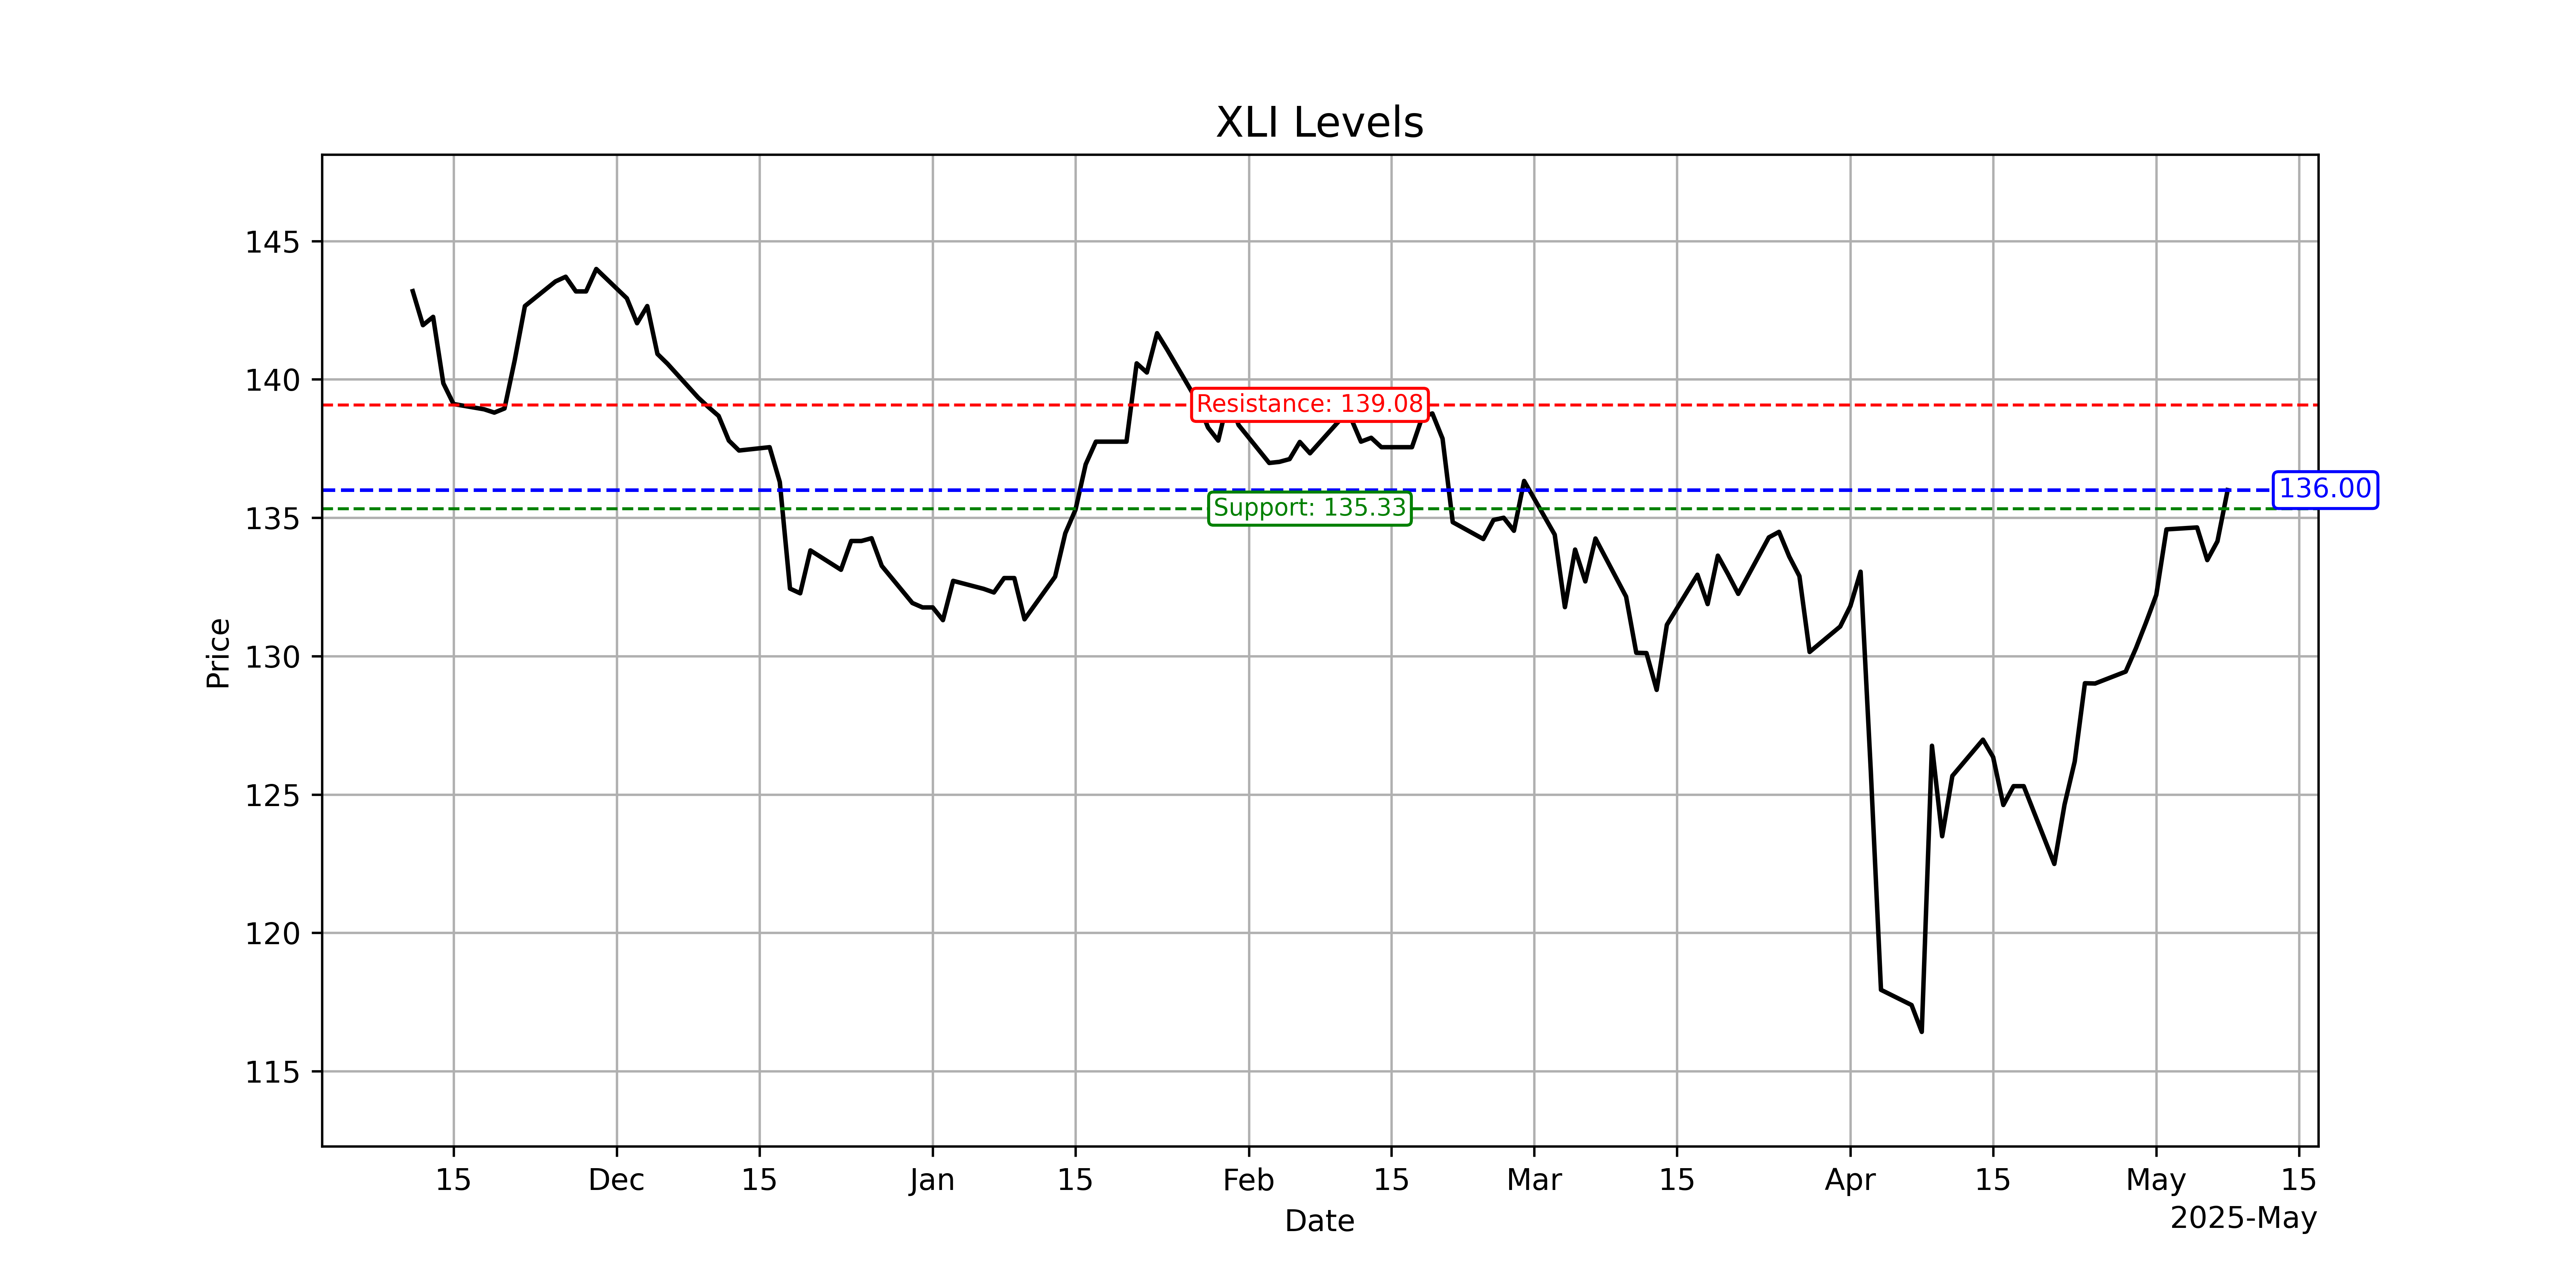 XLI Levels
145
140
135
130
125
120
115
Price
Resistance: 139.08
136.00
Support: 135.33
15 Dec 15 Jan 15 Feb 15 Mar 15 Apr 15 May 15
2025-May
Date